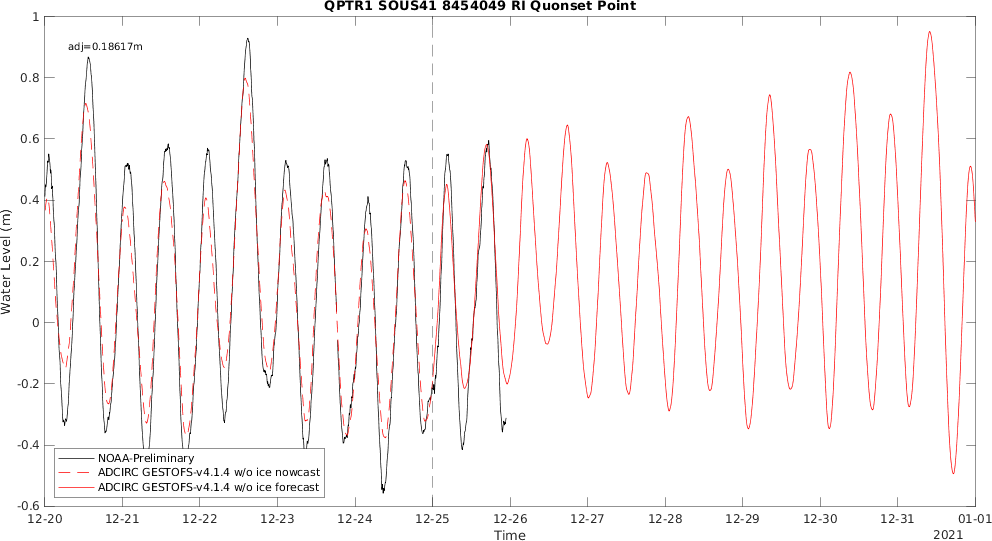 QPTR1 SOUS41 8454049 RI Quonset Point
adj=0.18617m
1
0.8
0.6
0.4
0.2
0
-0.2
-0.4
-0.6
Water Level (m)
NOAA-Preliminary
ADCIRC GESTOFS-v4.1.4 w/o ice nowcast
ADCIRC GESTOFS-v4.1.4 w/o ice forecast
12-20 12-21 12-22 12-23 12-24 12-25 12-26 12-27 12-28 12-29 12-30 12-31 01-01
Time
2021